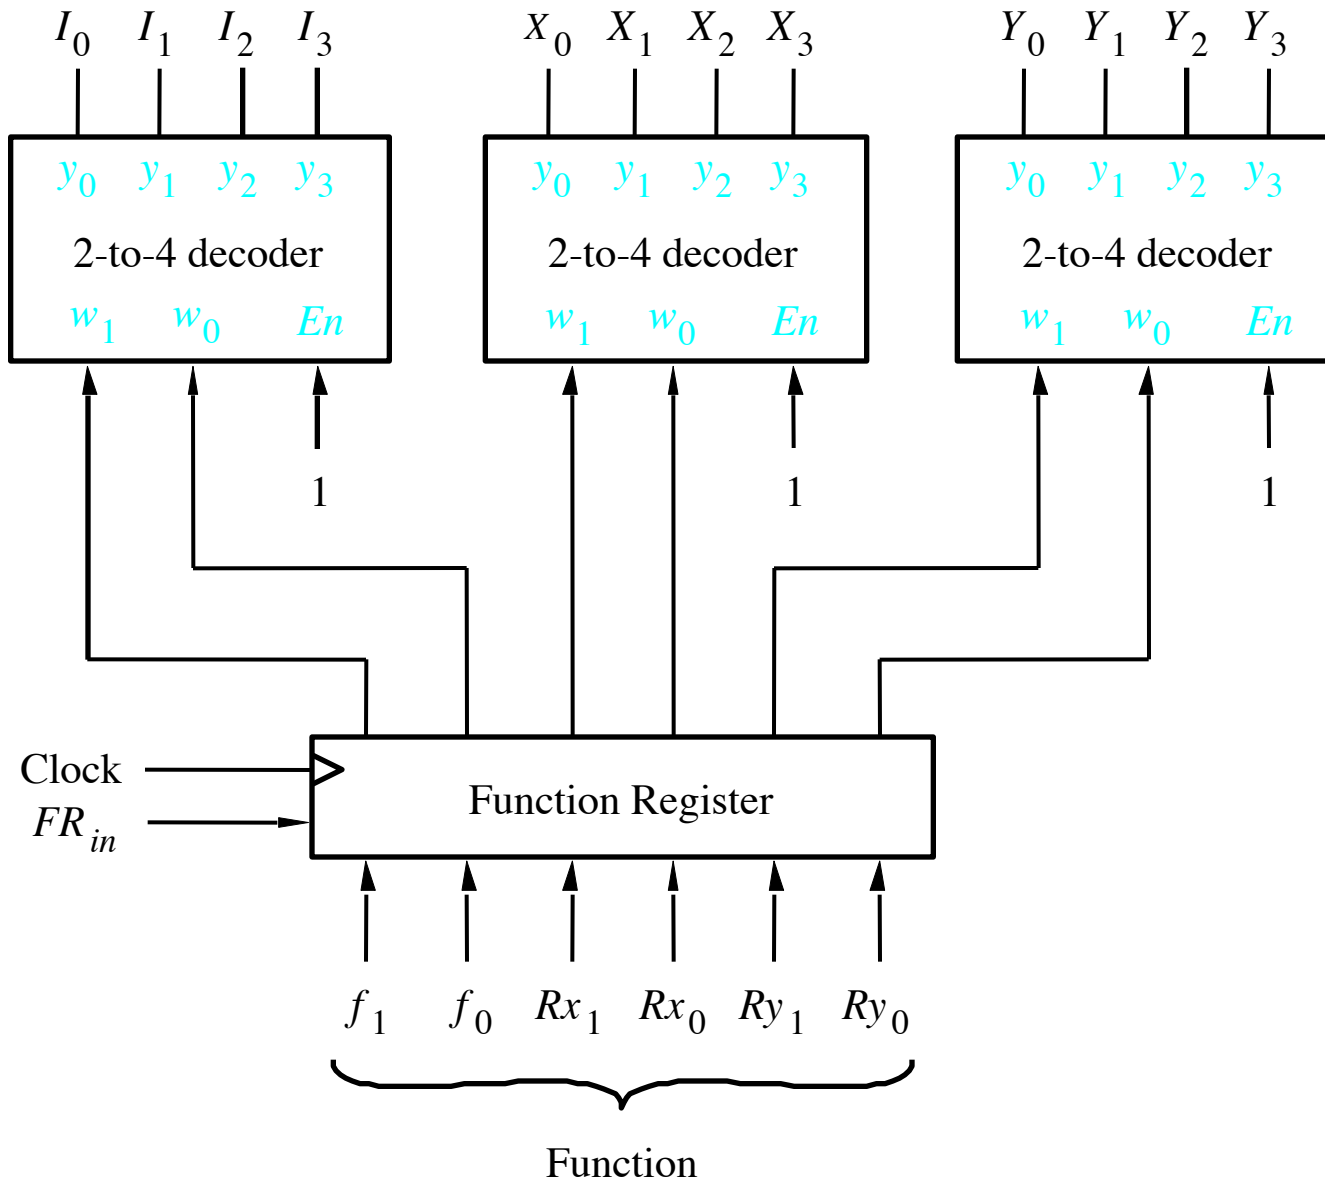 I0 I1 I2 I3 X0 X1 X2 X3 Y0 Y1 Y2 Y3
y0 y1 y2 y3 y0 y1 y2 y3 y0 y1 y2 y3
2-to-4 decoder 2-to-4 decoder 2-to-4 decoder
w1 w0 En w1 w0 En w1 w0 En
1 1 1
Clock
Function Register
FRin
f1 f0 Rx1 Rx0 Ry1 Ry0
Function